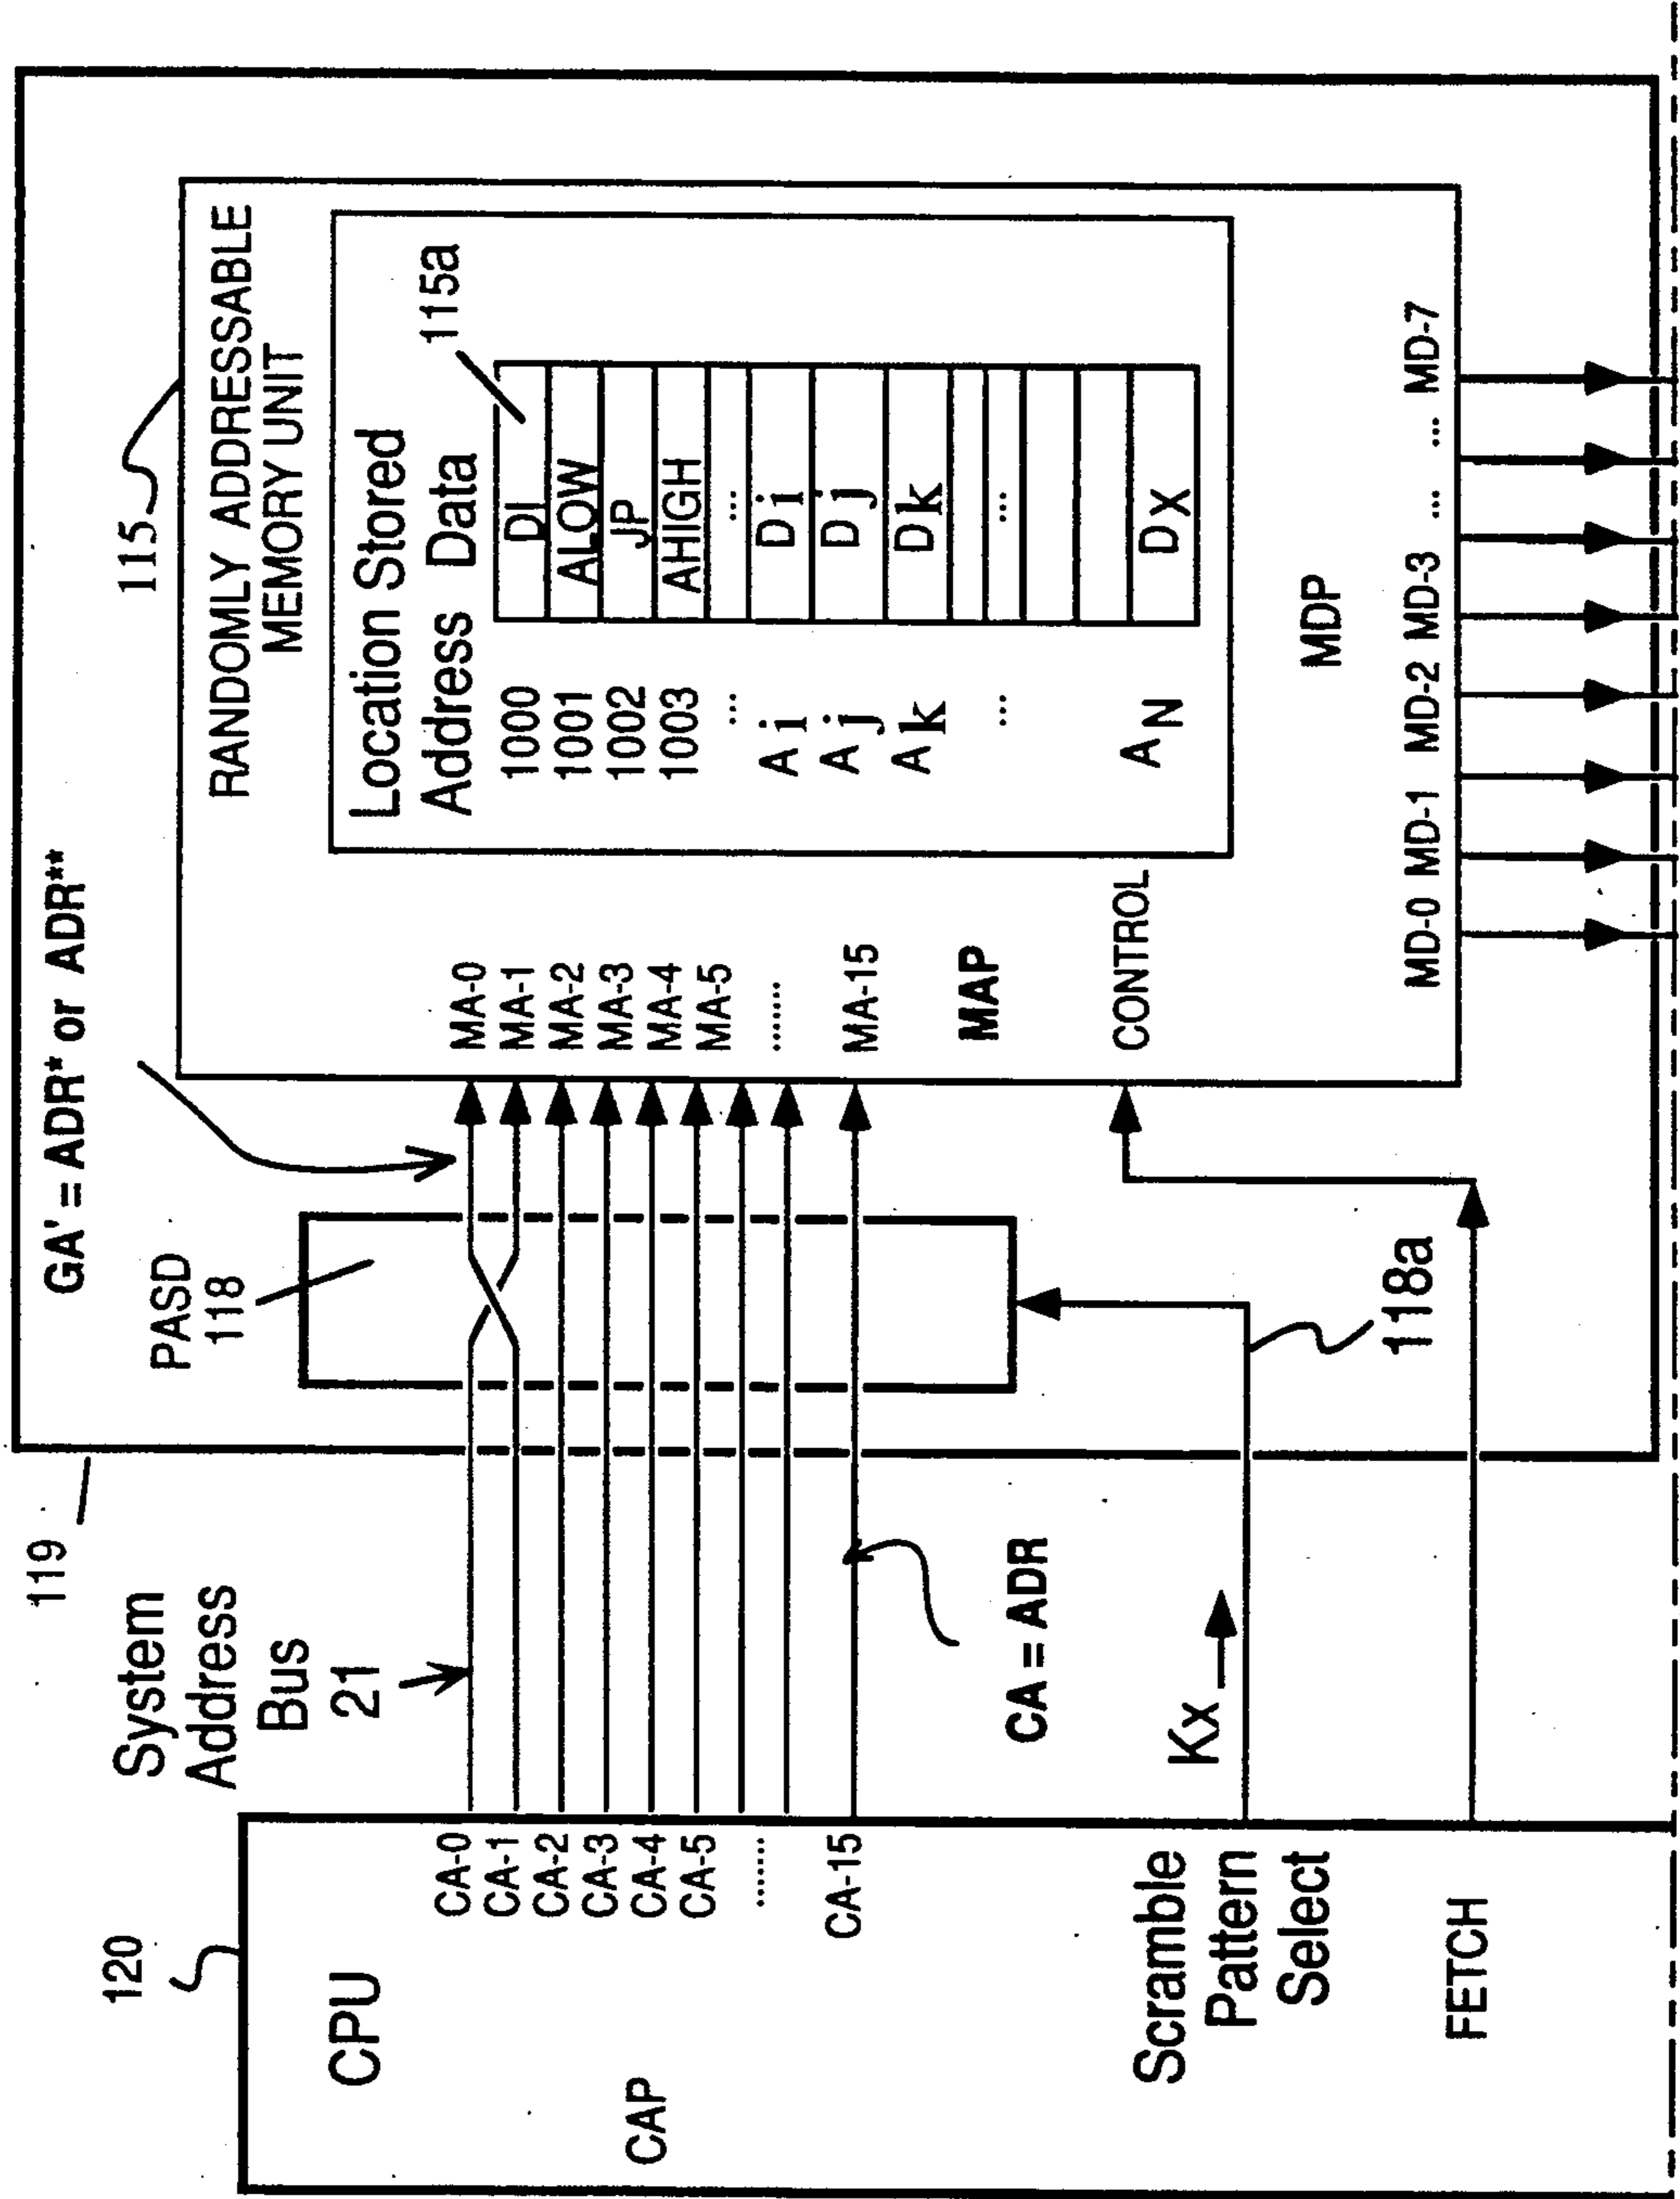 120
CPU
CAP
CA-0
CA-1
CA-2
CA-3
CA-4
CA-5
.......
CA-15
Scramble
Pattern
Select
FETCH
System
Address
Bus
21
CA = ADR
Kx
118a
119
PASD
118
GA' = ADR* or ADR**
115
RANDOMLY ADDRESSABLE
MEMORY UNIT
MA-0
MA-1
MA-2
MA-3
MA-4
MA-5
.......
MA-15
MAP
CONTROL
Location Stored
Address Data
115a
1000 DI
1001 ALOW
1002 JP
1003 AHIGH
... ...
Ai Di
Aj Dj
Ak Dk
... ...
AN DX
MDP
MD-0 MD-1 MD-2 MD-3 ... ... MD-7